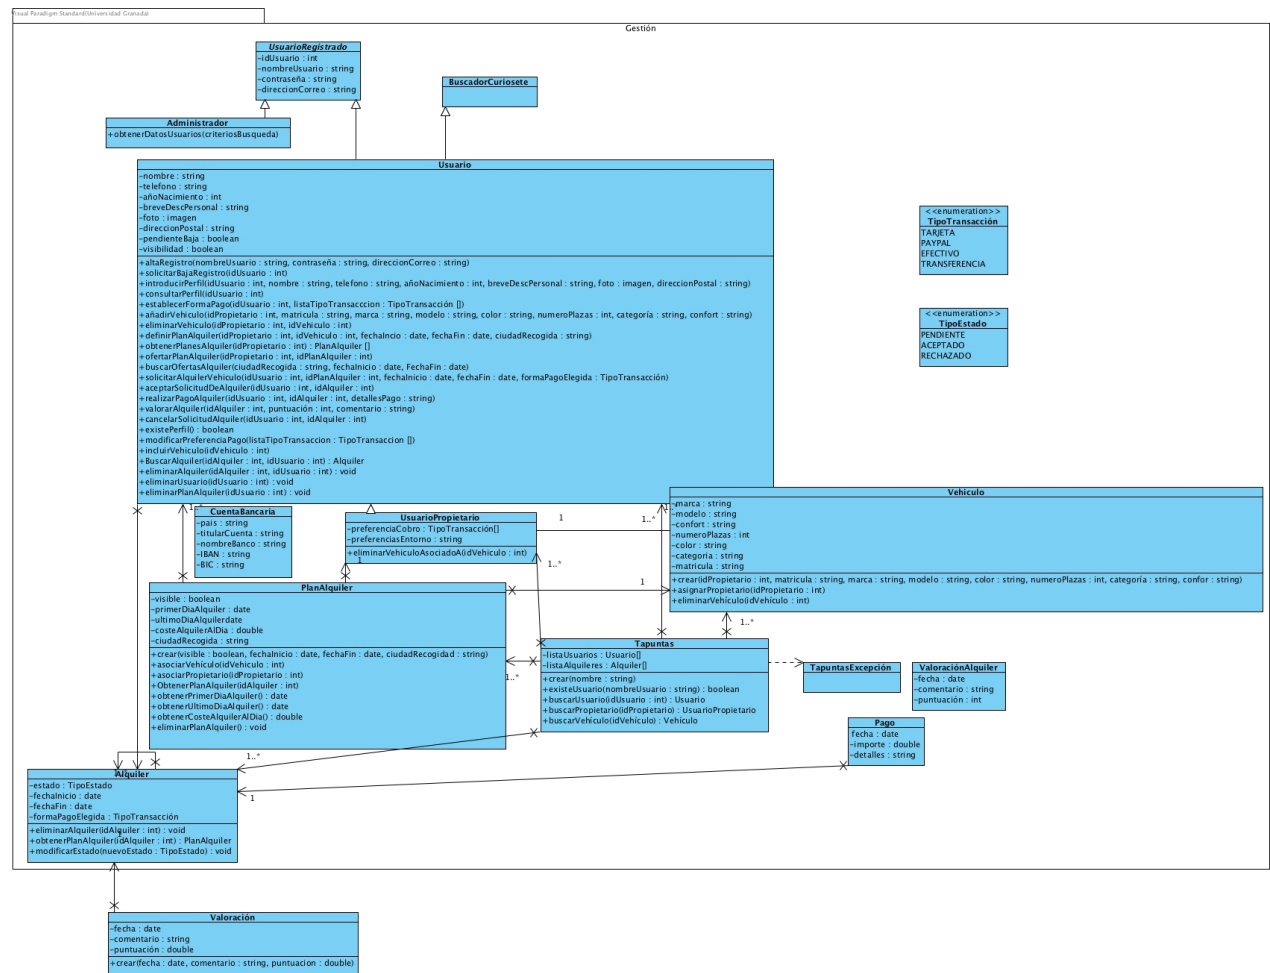 Visual Paradigm Standard(Universidad Granada)
Gestión
UsuarioRegistrado
-idUsuario : int
-nombreUsuario : string
-contraseña : string
-direccionCorreo : string
BuscadorCuriosete
Administrador
+obtenerDatosUsuarios(criteriosBusqueda)
Usuario
-nombre : string
-telefono : string
-añoNacimiento : int
-breveDescPersonal : string
-foto : imagen
-direccionPostal : string
-pendienteBaja : boolean
-visibilidad : boolean
+altaRegistro(nombreUsuario : string, contraseña : string, direccionCorreo : string)
+solicitarBajaRegistro(idUsuario : int)
+introducirPerfil(idUsuario : int, nombre : string, telefono : string, añoNacimiento : int, breveDescPersonal : string, foto : imagen, direccionPostal : string)
+consultarPerfil(idUsuario : int)
+establecerFormaPago(idUsuario : int, listaTipoTransacccion : TipoTransacción [])
+añadirVehiculo(idPropietario : int, matricula : string, marca : string, modelo : string, color : string, numeroPlazas : int, categoría : string, confort : string)
+eliminarVehiculo(idPropietario : int, idVehiculo : int)
+definirPlanAlquiler(idPropietario : int, idVehiculo : int, fechaInicio : date, fechaFin : date, ciudadRecogida : string)
+obtenerPlanesAlquiler(idPropietario : int) : PlanAlquiler []
+ofertarPlanAlquiler(idPropietario : int, idPlanAlquiler : int)
+buscarOfertasAlquiler(ciudadRecogida : string, fechaInicio : date, FechaFin : date)
+solicitarAlquilerVehiculo(idUsuario : int, idPlanAlquiler : int, fechaInicio : date, fechaFin : date, formaPagoElegida : TipoTransacción)
+aceptarSolicitudDeAlquiler(idUsuario : int, idAlquiler : int)
+realizarPagoAlquiler(idUsuario : int, idAlquiler : int, detallesPago : string)
+valorarAlquiler(idAlquiler : int, puntuación : int, comentario : string)
+cancelarSolicitudAlquiler(idUsuario : int, idAlquiler : int)
+existePerfil() : boolean
+modificarPreferenciaPago(listaTipoTransaccion : TipoTransaccion [])
+incluirVehiculo(idVehiculo : int)
+BuscarAlquiler(idAlquiler : int, idUsuario : int) : Alquiler
+eliminarAlquiler(idAlquiler : int, idUsuario : int) : void
+eliminarUsuario(idUsuario : int) : void
+eliminarPlanAlquiler(idUsuario : int) : void
<<enumeration>>
TipoTransacción
TARJETA
PAYPAL
EFECTIVO
TRANSFERENCIA
<<enumeration>>
TipoEstado
PENDIENTE
ACEPTADO
RECHAZADO
Vehiculo
-marca : string
-modelo : string
-confort : string
-numeroPlazas : int
-color : string
-categoria : string
-matricula : string
+crear(idPropietario : int, matricula : string, marca : string, modelo : string, color : string, numeroPlazas : int, categoría : string, confor : string)
+asignarPropietario(idPropietario : int)
+eliminarVehículo(idVehículo : int)
CuentaBancaria
-pais : string
-titularCuenta : string
-nombreBanco : string
-IBAN : string
-BIC : string
UsuarioPropietario
-preferenciaCobro : TipoTransacción[]
-preferenciasEntorno : string
+eliminarVehiculoAsociadoA(idVehiculo : int)
1
1..*
1
1..*
1
1..*
PlanAlquiler
-visible : boolean
-primerDiaAlquiler : date
-ultimoDiaAlquilerdate
-costeAlquilerAlDia : double
-ciudadRecogida : string
+crear(visible : boolean, fechaInicio : date, fechaFin : date, ciudadRecogidad : string)
+asociarVehículo(idVehiculo : int)
+asociarPropietario(idPropietario : int)
+ObtenerPlanAlquiler(idAlquiler : int)
+obtenerPrimerDiaAlquiler() : date
+obtenerUltimoDiaAlquiler() : date
+obtenerCosteAlquilerAlDia() : double
+eliminarPlanAlquiler() : void
1..*
Tapuntas
-listaUsuarios : Usuario[]
-listaAlquileres : Alquiler[]
+crear(nombre : string)
+existeUsuario(nombreUsuario : string) : boolean
+buscarUsuario(idUsuario : int) : Usuario
+buscarPropietario(idPropietario) : UsuarioPropietario
+buscarVehículo(idVehículo) : Vehículo
TapuntasExcepción
ValoraciónAlquiler
-fecha : date
-comentario : string
-puntuación : int
Pago
fecha : date
-importe : double
-detalles : string
1..*
1
Alquiler
-estado : TipoEstado
-fechaInicio : date
-fechaFin : date
-formaPagoElegida : TipoTransacción
+eliminarAlquiler(idAlquiler : int) : void
+obtenerPlanAlquiler(idAlquiler : int) : PlanAlquiler
+modificarEstado(nuevoEstado : TipoEstado) : void
Valoración
-fecha : date
-comentario : string
-puntuación : double
+crear(fecha : date, comentario : string, puntuacion : double)